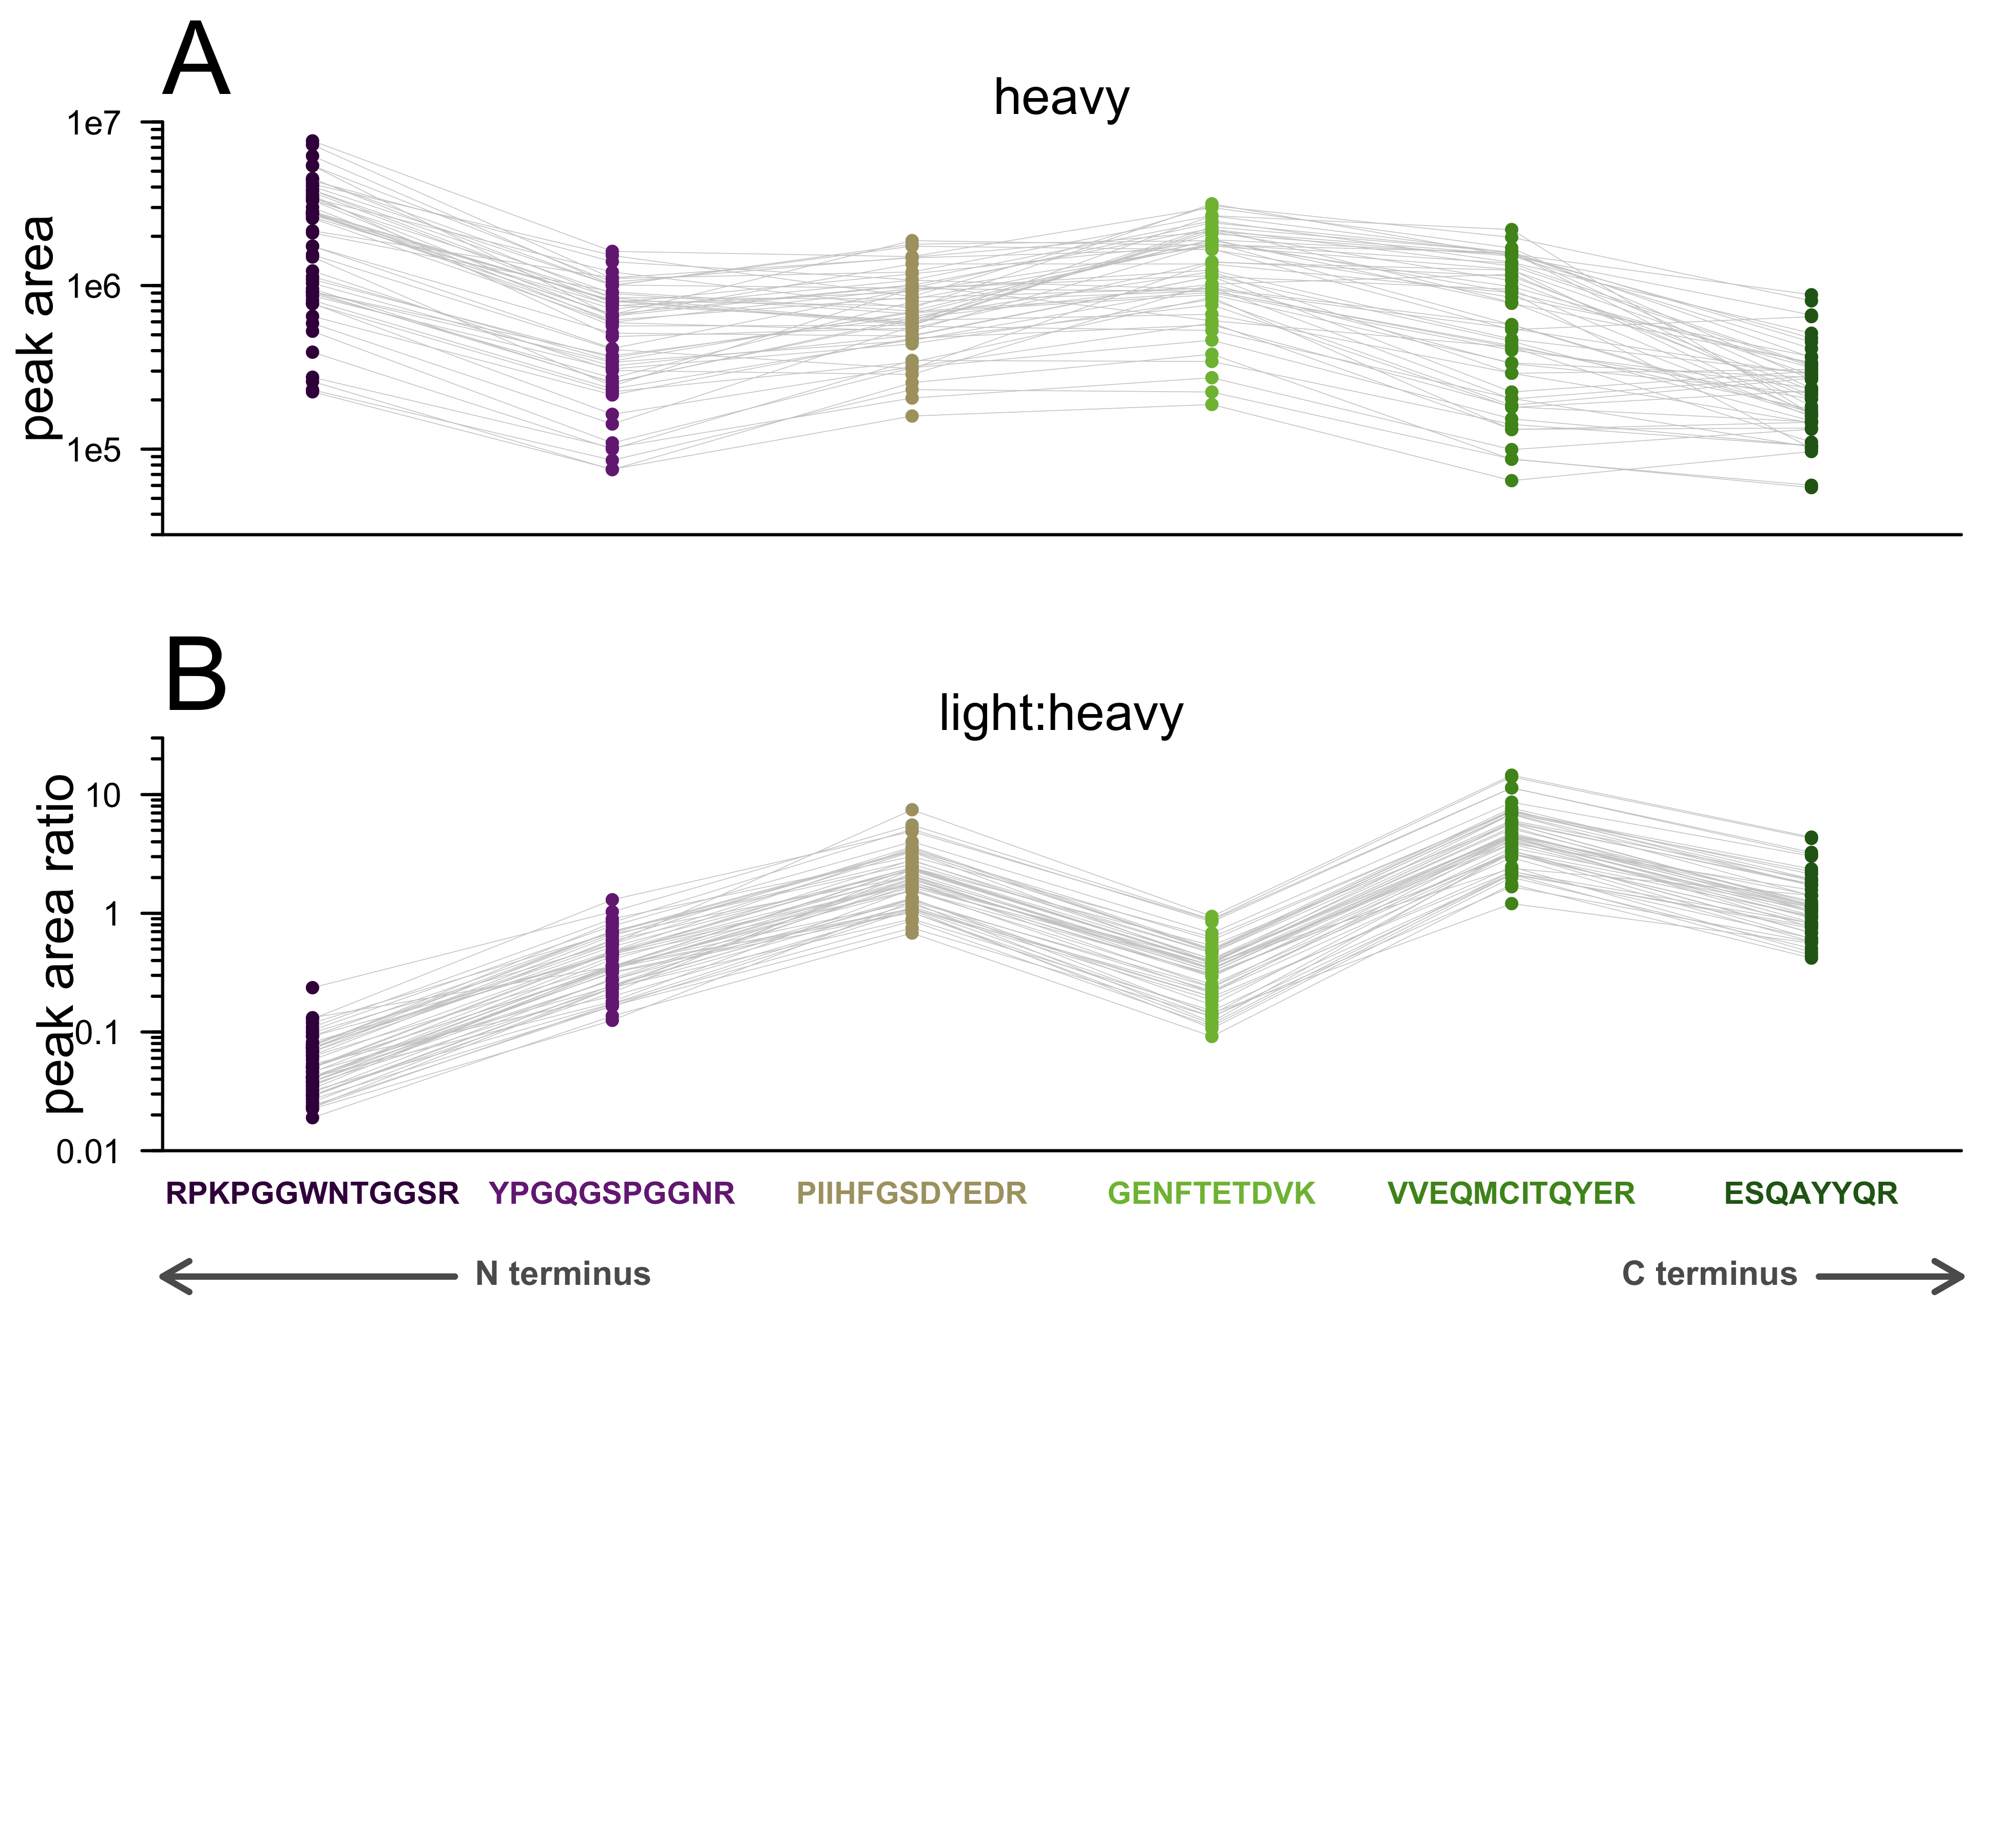 A
heavy
peak area
1e7
1e6
1e5
B
light:heavy
peak area ratio
10
1
0.1
0.01
RPKPGGWNTGGSR YPGQGSPGGNR PIIHFGSDYEDR GENFTETDVK VVEQMCITQYER ESQAYYQR
N terminus C terminus